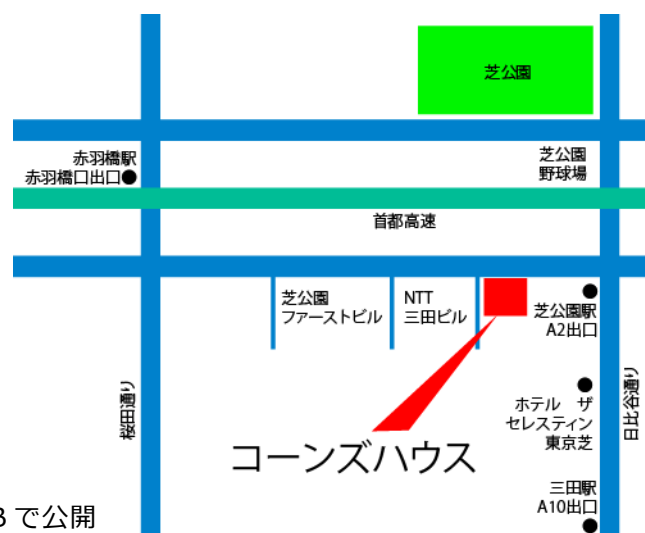 芝公園
赤羽橋駅
赤羽橋口出口
芝公園
野球場
首都高速
芝公園
ファーストビル
NTT
三田ビル
芝公園駅
A2出口
桜田通り
日比谷通り
ホテル ザ
セレスティン
東京芝
コーンズハウス
三田駅
A10出口
で公開